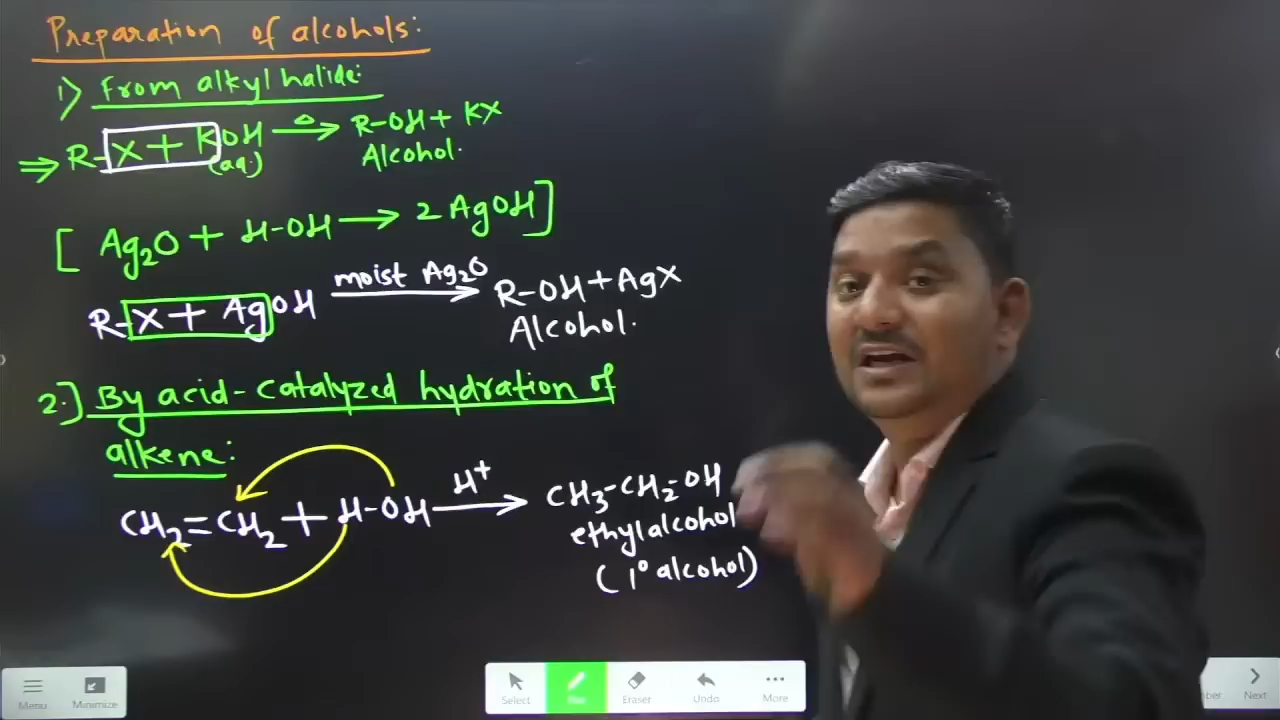 Preparation of alcohols:
1) From alkyl halide:
⇒ R-X + KOH —Δ→ R-OH + KX
(aq.) Alcohol.
[ Ag₂O + H-OH → 2 AgOH ]
moist Ag₂O
R-X + AgOH → R-OH + AgX
Alcohol.
2.] By acid-catalyzed hydration of
alkene:
CH₂=CH₂ + H-OH —H⁺→ CH₃-CH₂-OH
ethyl alcohol
(1° alcohol)
Menu
Minimize
Select
Pen
Eraser
Undo
More
Next